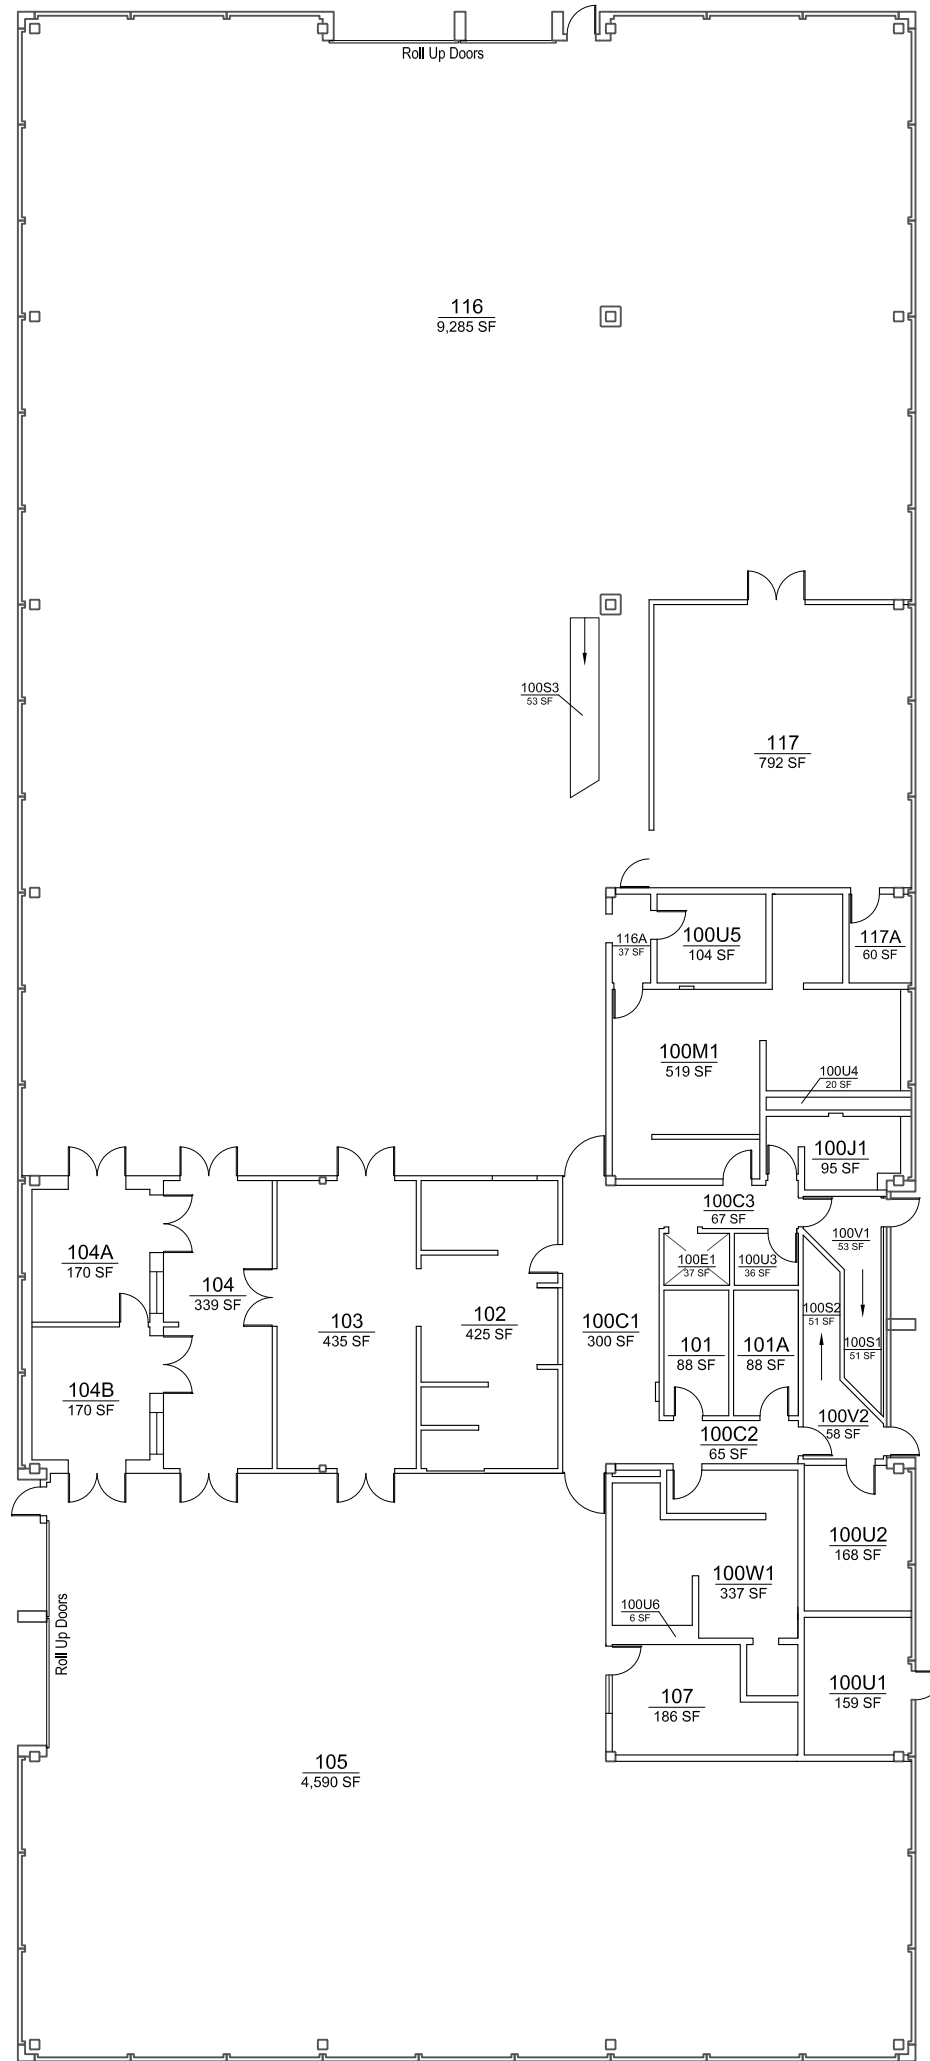 Roll Up Doors
116
9,285 SF
100S3
53 SF
117
792 SF
116A
37 SF
100U5
104 SF
117A
60 SF
100M1
519 SF
100U4
20 SF
100J1
95 SF
100C3
67 SF
100V1
53 SF
104A
170 SF
100E1
37 SF
100U3
36 SF
104
339 SF
103
435 SF
102
425 SF
100C1
300 SF
100S2
51 SF
101
88 SF
101A
88 SF
100S1
51 SF
104B
170 SF
100V2
58 SF
100C2
65 SF
100U2
168 SF
100W1
337 SF
100U6
6 SF
Roll Up Doors
107
186 SF
100U1
159 SF
105
4,590 SF